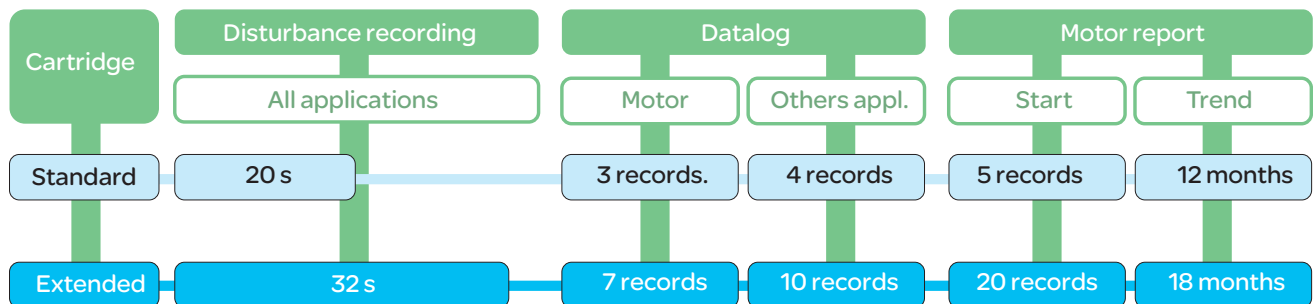 Cartridge
Disturbance recording
Datalog
Motor report
All applications
Motor
Others appl.
Start
Trend
Standard
20 s
3 records.
4 records
5 records
12 months
Extended
32 s
7 records
10 records
20 records
18 months